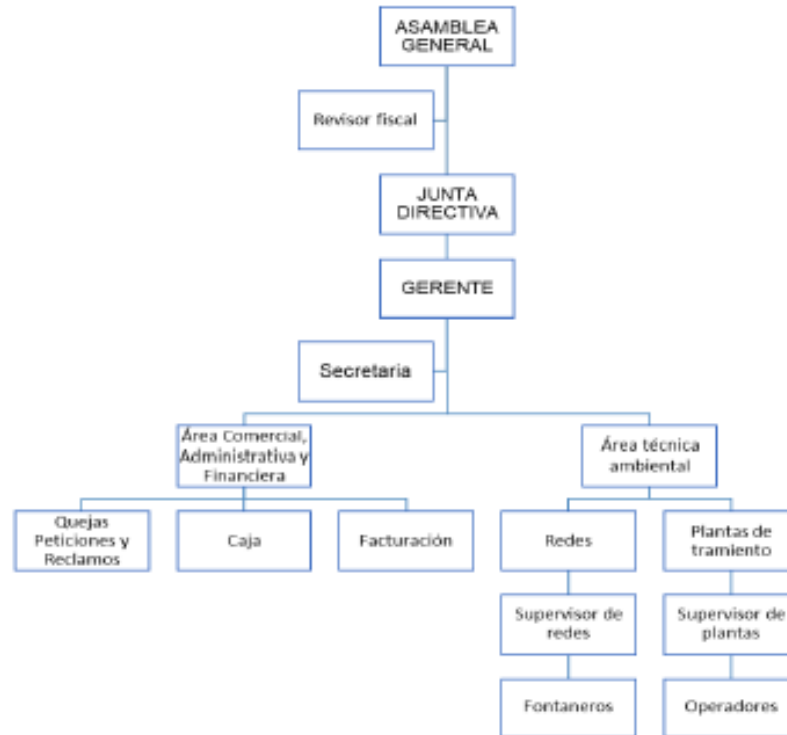 ASAMBLEA
GENERAL
Revisor fiscal
JUNTA
DIRECTIVA
GERENTE
Secretaria
Área Comercial,
Administrativa y
Financiera
Área técnica
ambiental
Quejas
Peticiones y
Reclamos
Caja
Facturación
Redes
Plantas de
tramiento
Supervisor de
redes
Supervisor de
plantas
Fontaneros
Operadores